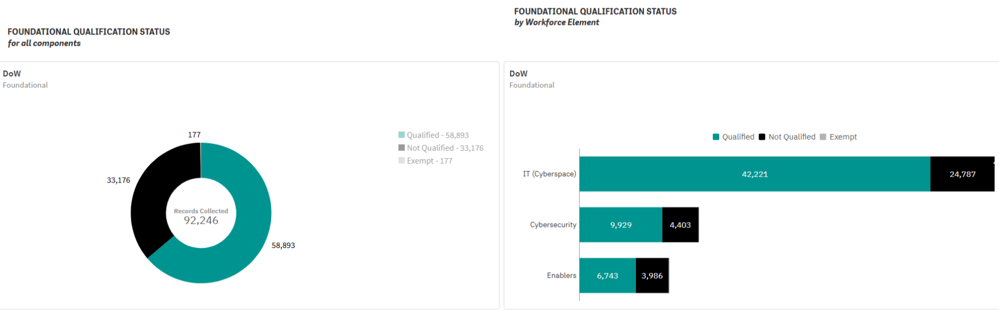 FOUNDATIONAL QUALIFICATION STATUS
for all components
DoW
Foundational
177
33,176
58,893
Records Collected
92,246
Qualified - 58,893
Not Qualified - 33,176
Exempt - 177
FOUNDATIONAL QUALIFICATION STATUS
by Workforce Element
DoW
Foundational
Qualified Not Qualified Exempt
IT (Cyberspace) 42,221 24,787
Cybersecurity 9,929 4,403
Enablers 6,743 3,986